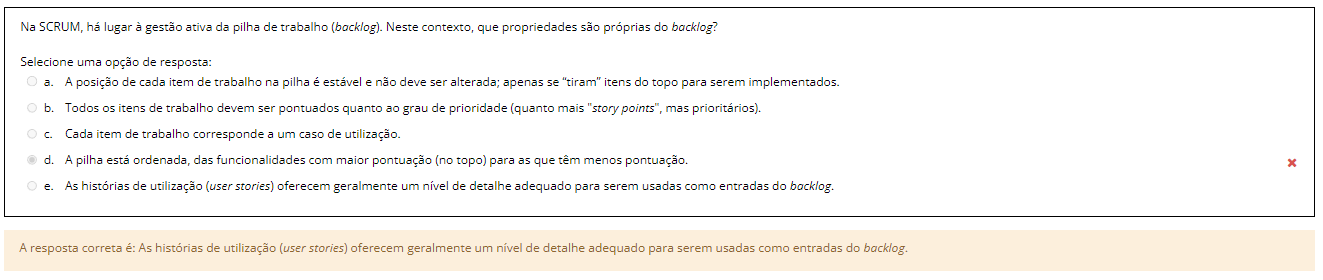 Na SCRUM, há lugar à gestão ativa da pilha de trabalho (backlog). Neste contexto, que propriedades são próprias do backlog?
Selecione uma opção de resposta:
a. A posição de cada item de trabalho na pilha é estável e não deve ser alterada; apenas se “tiram” itens do topo para serem implementados.
b. Todos os itens de trabalho devem ser pontuados quanto ao grau de prioridade (quanto mais "story points", mas prioritários).
c. Cada item de trabalho corresponde a um caso de utilização.
d. A pilha está ordenada, das funcionalidades com maior pontuação (no topo) para as que têm menos pontuação.
e. As histórias de utilização (user stories) oferecem geralmente um nível de detalhe adequado para serem usadas como entradas do backlog.
A resposta correta é: As histórias de utilização (user stories) oferecem geralmente um nível de detalhe adequado para serem usadas como entradas do backlog.